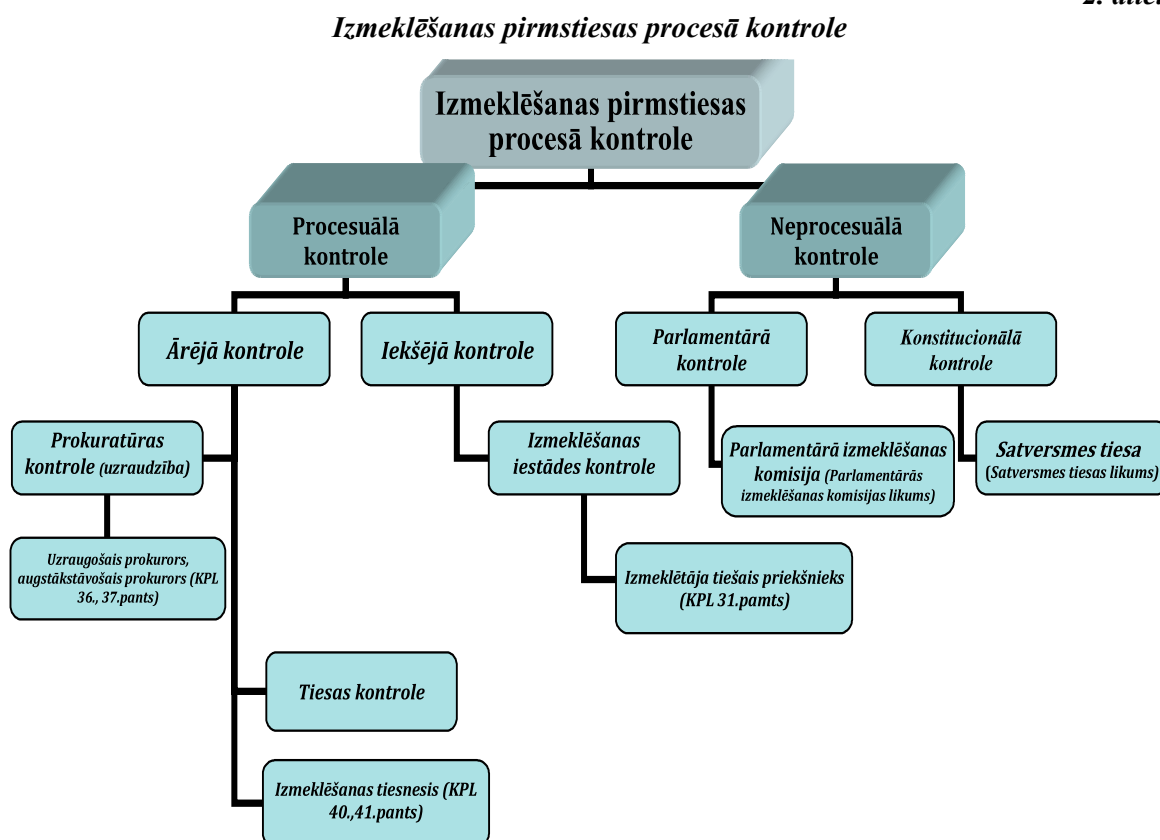 Izmeklēšanas pirmstiesas procesā kontrole
Izmeklēšanas pirmstiesas
procesā kontrole
Procesuālā
kontrole
Neprocesuālā
kontrole
Ārējā kontrole
Iekšējā kontrole
Parlamentārā
kontrole
Konstitucionālā
kontrole
Prokuratūras
kontrole (uzraudzība)
Izmeklēšanas
iestādes kontrole
Parlamentārā izmeklēšanas
komisija (Parlamentārās
izmeklēšanas komisijas likums)
Satversmes tiesa
(Satversmes tiesas likums)
Uzraugošais prokurors,
augstākstāvošais prokurors (KPL
36., 37.pants)
Izmeklētāja tiešais priekšnieks
(KPL 31.pamts)
Tiesas kontrole
Izmeklēšanas tiesnesis (KPL
40.,41.pants)